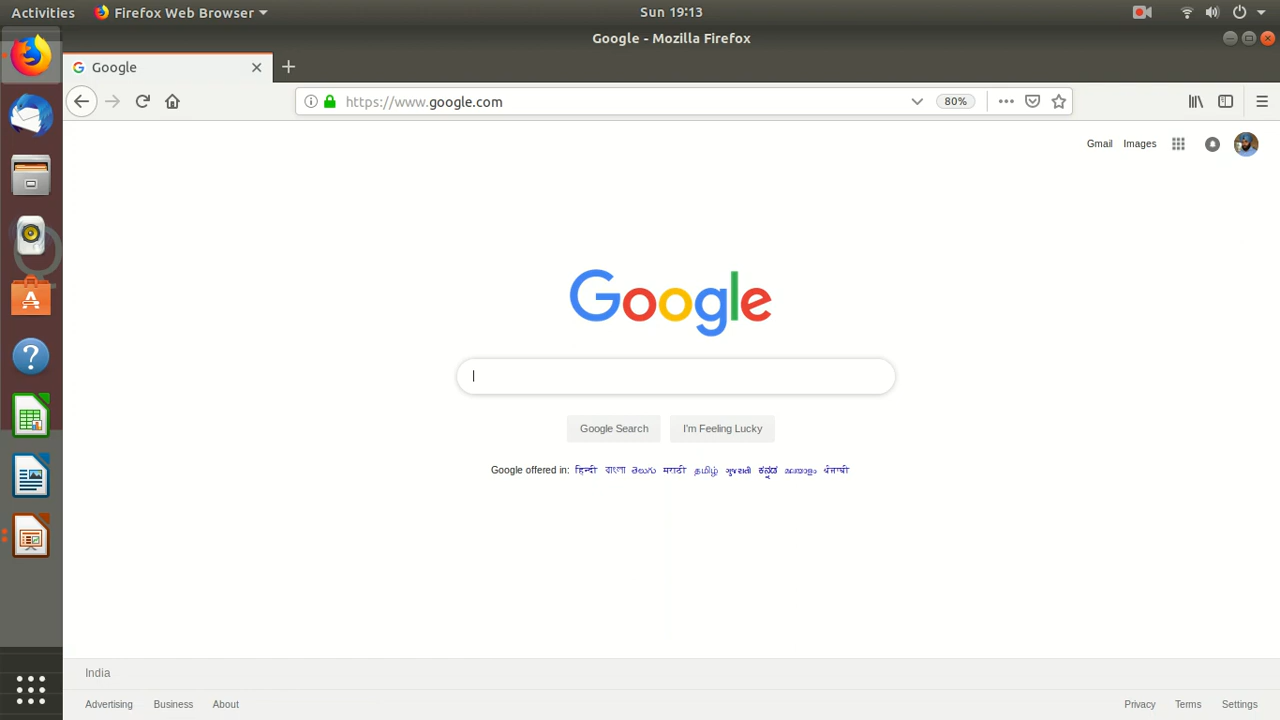 Activities Firefox Web Browser Sun 19:13
Google - Mozilla Firefox
Google
https://www.google.com 80%
Gmail Images
Google
Google Search I'm Feeling Lucky
Google offered in: हिन्दी বাংলা తెలుగు मराठी தமிழ் ગુજરાતી ಕನ್ನಡ മലയാളം ਪੰਜਾਬੀ
India
Advertising Business About Privacy Terms Settings